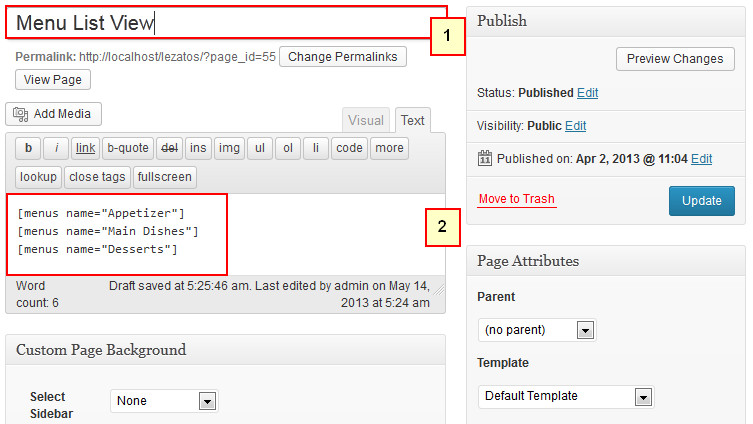 Menu List View
1
Permalink: http://localhost/lezatos/?page_id=55 Change Permalinks
View Page
Add Media
Visual Text
b i link b-quote del ins img ul ol li code more
lookup close tags fullscreen
[menus name="Appetizer"]
[menus name="Main Dishes"]
[menus name="Desserts"]
2
Word count: 6
Draft saved at 5:25:46 am. Last edited by admin on May 14,
2013 at 5:24 am
Custom Page Background
Select
Sidebar
None
Publish
Preview Changes
Status: Published Edit
Visibility: Public Edit
11 Published on: Apr 2, 2013 @ 11:04 Edit
Move to Trash Update
Page Attributes
Parent
(no parent)
Template
Default Template